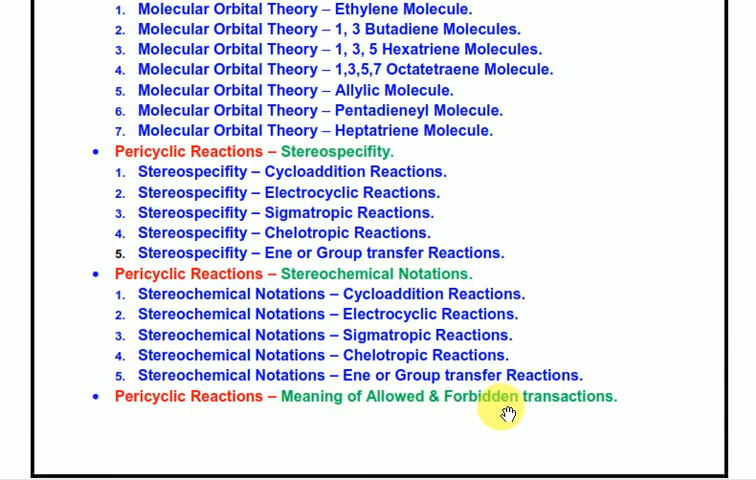 1. Molecular Orbital Theory – Ethylene Molecule.
2. Molecular Orbital Theory – 1, 3 Butadiene Molecules.
3. Molecular Orbital Theory – 1, 3, 5 Hexatriene Molecules.
4. Molecular Orbital Theory – 1,3,5,7 Octatetraene Molecule.
5. Molecular Orbital Theory – Allylic Molecule.
6. Molecular Orbital Theory – Pentadieneyl Molecule.
7. Molecular Orbital Theory – Heptatriene Molecule.
• Pericyclic Reactions – Stereospecifity.
1. Stereospecifity – Cycloaddition Reactions.
2. Stereospecifity – Electrocyclic Reactions.
3. Stereospecifity – Sigmatropic Reactions.
4. Stereospecifity – Chelotropic Reactions.
5. Stereospecifity – Ene or Group transfer Reactions.
• Pericyclic Reactions – Stereochemical Notations.
1. Stereochemical Notations – Cycloaddition Reactions.
2. Stereochemical Notations – Electrocyclic Reactions.
3. Stereochemical Notations – Sigmatropic Reactions.
4. Stereochemical Notations – Chelotropic Reactions.
5. Stereochemical Notations – Ene or Group transfer Reactions.
• Pericyclic Reactions – Meaning of Allowed & Forbidden transactions.